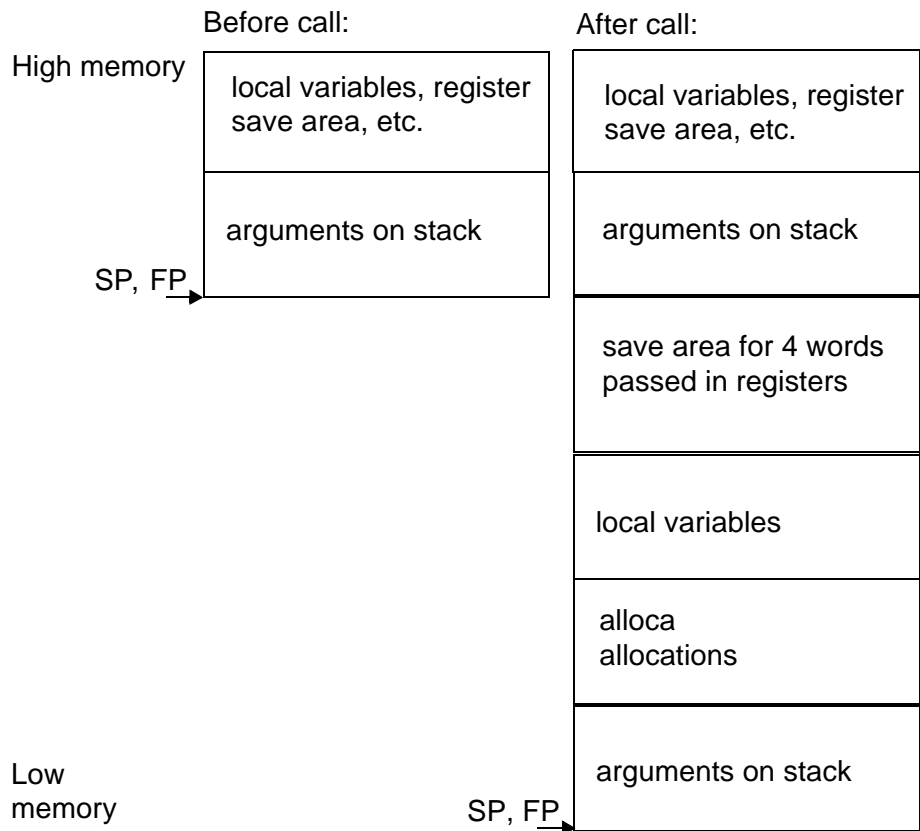 Before call:
After call:
High memory
local variables, register
save area, etc.
local variables, register
save area, etc.
arguments on stack
arguments on stack
SP, FP
save area for 4 words
passed in registers
local variables
alloca
allocations
arguments on stack
Low
memory
SP, FP